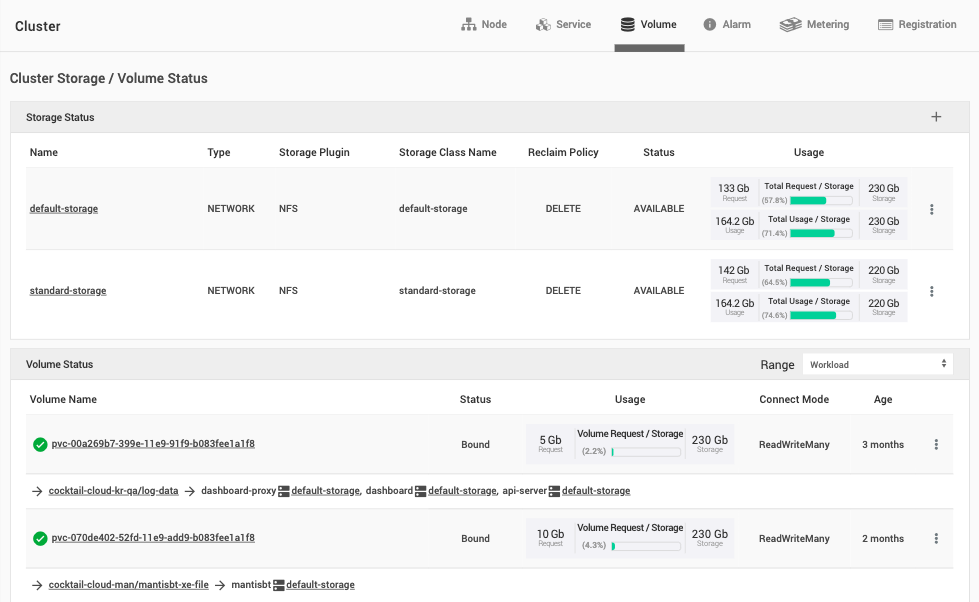 Cluster
Node Service Volume Alarm Metering Registration
Cluster Storage / Volume Status
Storage Status
Name Type Storage Plugin Storage Class Name Reclaim Policy Status Usage
default-storage NETWORK NFS default-storage DELETE AVAILABLE
133 Gb Request Total Request / Storage (57.8%) 230 Gb Storage
164.2 Gb Usage Total Usage / Storage (71.4%) 230 Gb Storage
standard-storage NETWORK NFS standard-storage DELETE AVAILABLE
142 Gb Request Total Request / Storage (64.5%) 220 Gb Storage
164.2 Gb Usage Total Usage / Storage (74.6%) 220 Gb Storage
Volume Status Range Workload
Volume Name Status Usage Connect Mode Age
pvc-00a269b7-399e-11e9-91f9-b083fee1a1f8 Bound 5 Gb Request Volume Request / Storage (2.2%) 230 Gb Storage ReadWriteMany 3 months
cocktail-cloud-kr-qa/log-data dashboard-proxy default-storage, dashboard default-storage, api-server default-storage
pvc-070de402-52fd-11e9-add9-b083fee1a1f8 Bound 10 Gb Request Volume Request / Storage (4.3%) 230 Gb Storage ReadWriteMany 2 months
cocktail-cloud-man/mantisbt-xe-file mantisbt default-storage